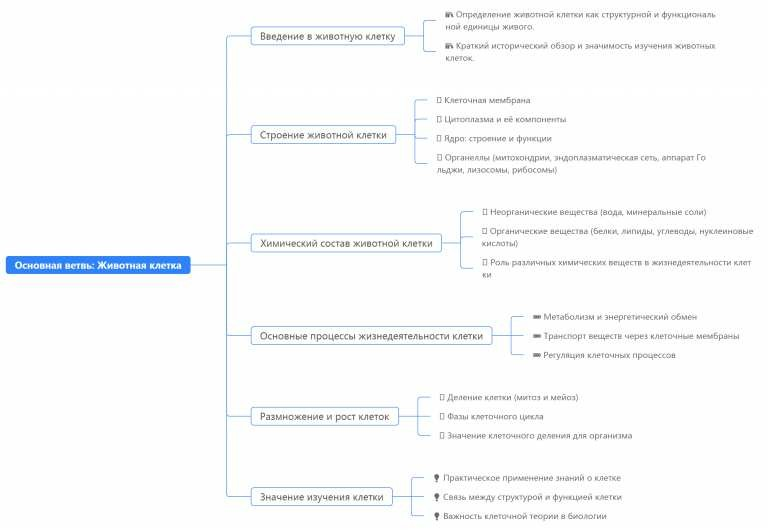 Основная ветвь: Животная клетка
Введение в животную клетку
Определение животной клетки как структурной и функциональ
ной единицы живого.
Краткий исторический обзор и значимость изучения животных
клеток.
Строение животной клетки
Клеточная мембрана
Цитоплазма и её компоненты
Ядро: строение и функции
Органеллы (митохондрии, эндоплазматическая сеть, аппарат Го
льджи, лизосомы, рибосомы)
Химический состав животной клетки
Неорганические вещества (вода, минеральные соли)
Органические вещества (белки, липиды, углеводы, нуклеиновые
кислоты)
Роль различных химических веществ в жизнедеятельности клет
ки
Основные процессы жизнедеятельности клетки
Метаболизм и энергетический обмен
Транспорт веществ через клеточные мембраны
Регуляция клеточных процессов
Размножение и рост клеток
Деление клетки (митоз и мейоз)
Фазы клеточного цикла
Значение клеточного деления для организма
Значение изучения клетки
Практическое применение знаний о клетке
Связь между структурой и функцией клетки
Важность клеточной теории в биологии